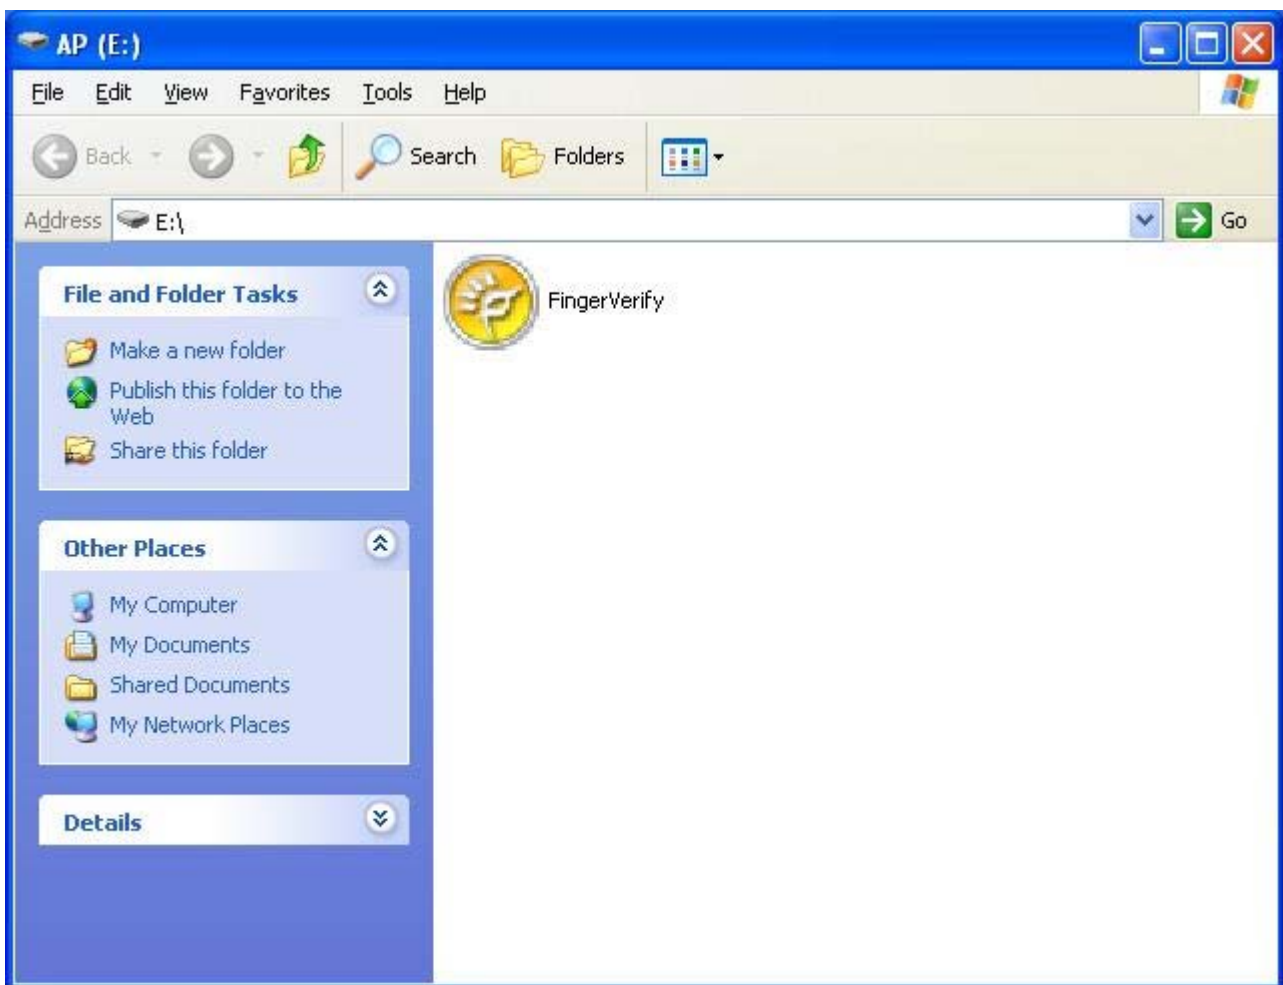 AP (E:)
File Edit View Favorites Tools Help
Back Search Folders
Address E:\ Go
File and Folder Tasks
Make a new folder
Publish this folder to the
Web
Share this folder
Other Places
My Computer
My Documents
Shared Documents
My Network Places
Details
FingerVerify